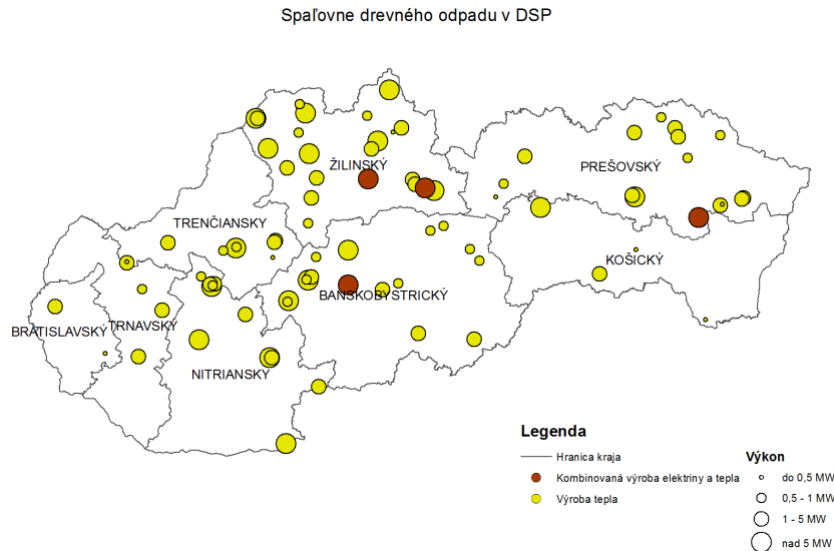 Spaľovne drevného odpadu v DSP
ŽILINSKÝ
PREŠOVSKÝ
TRENČIANSKY
KOŠICKÝ
BANSKOBYSTRICKÝ
BRATISLAVSKÝ
TRNAVSKÝ
NITRIANSKY
Legenda
Hranica kraja
Kombinovaná výroba elektriny a tepla
Výroba tepla
Výkon
do 0,5 MW
0,5 - 1 MW
1 - 5 MW
nad 5 MW